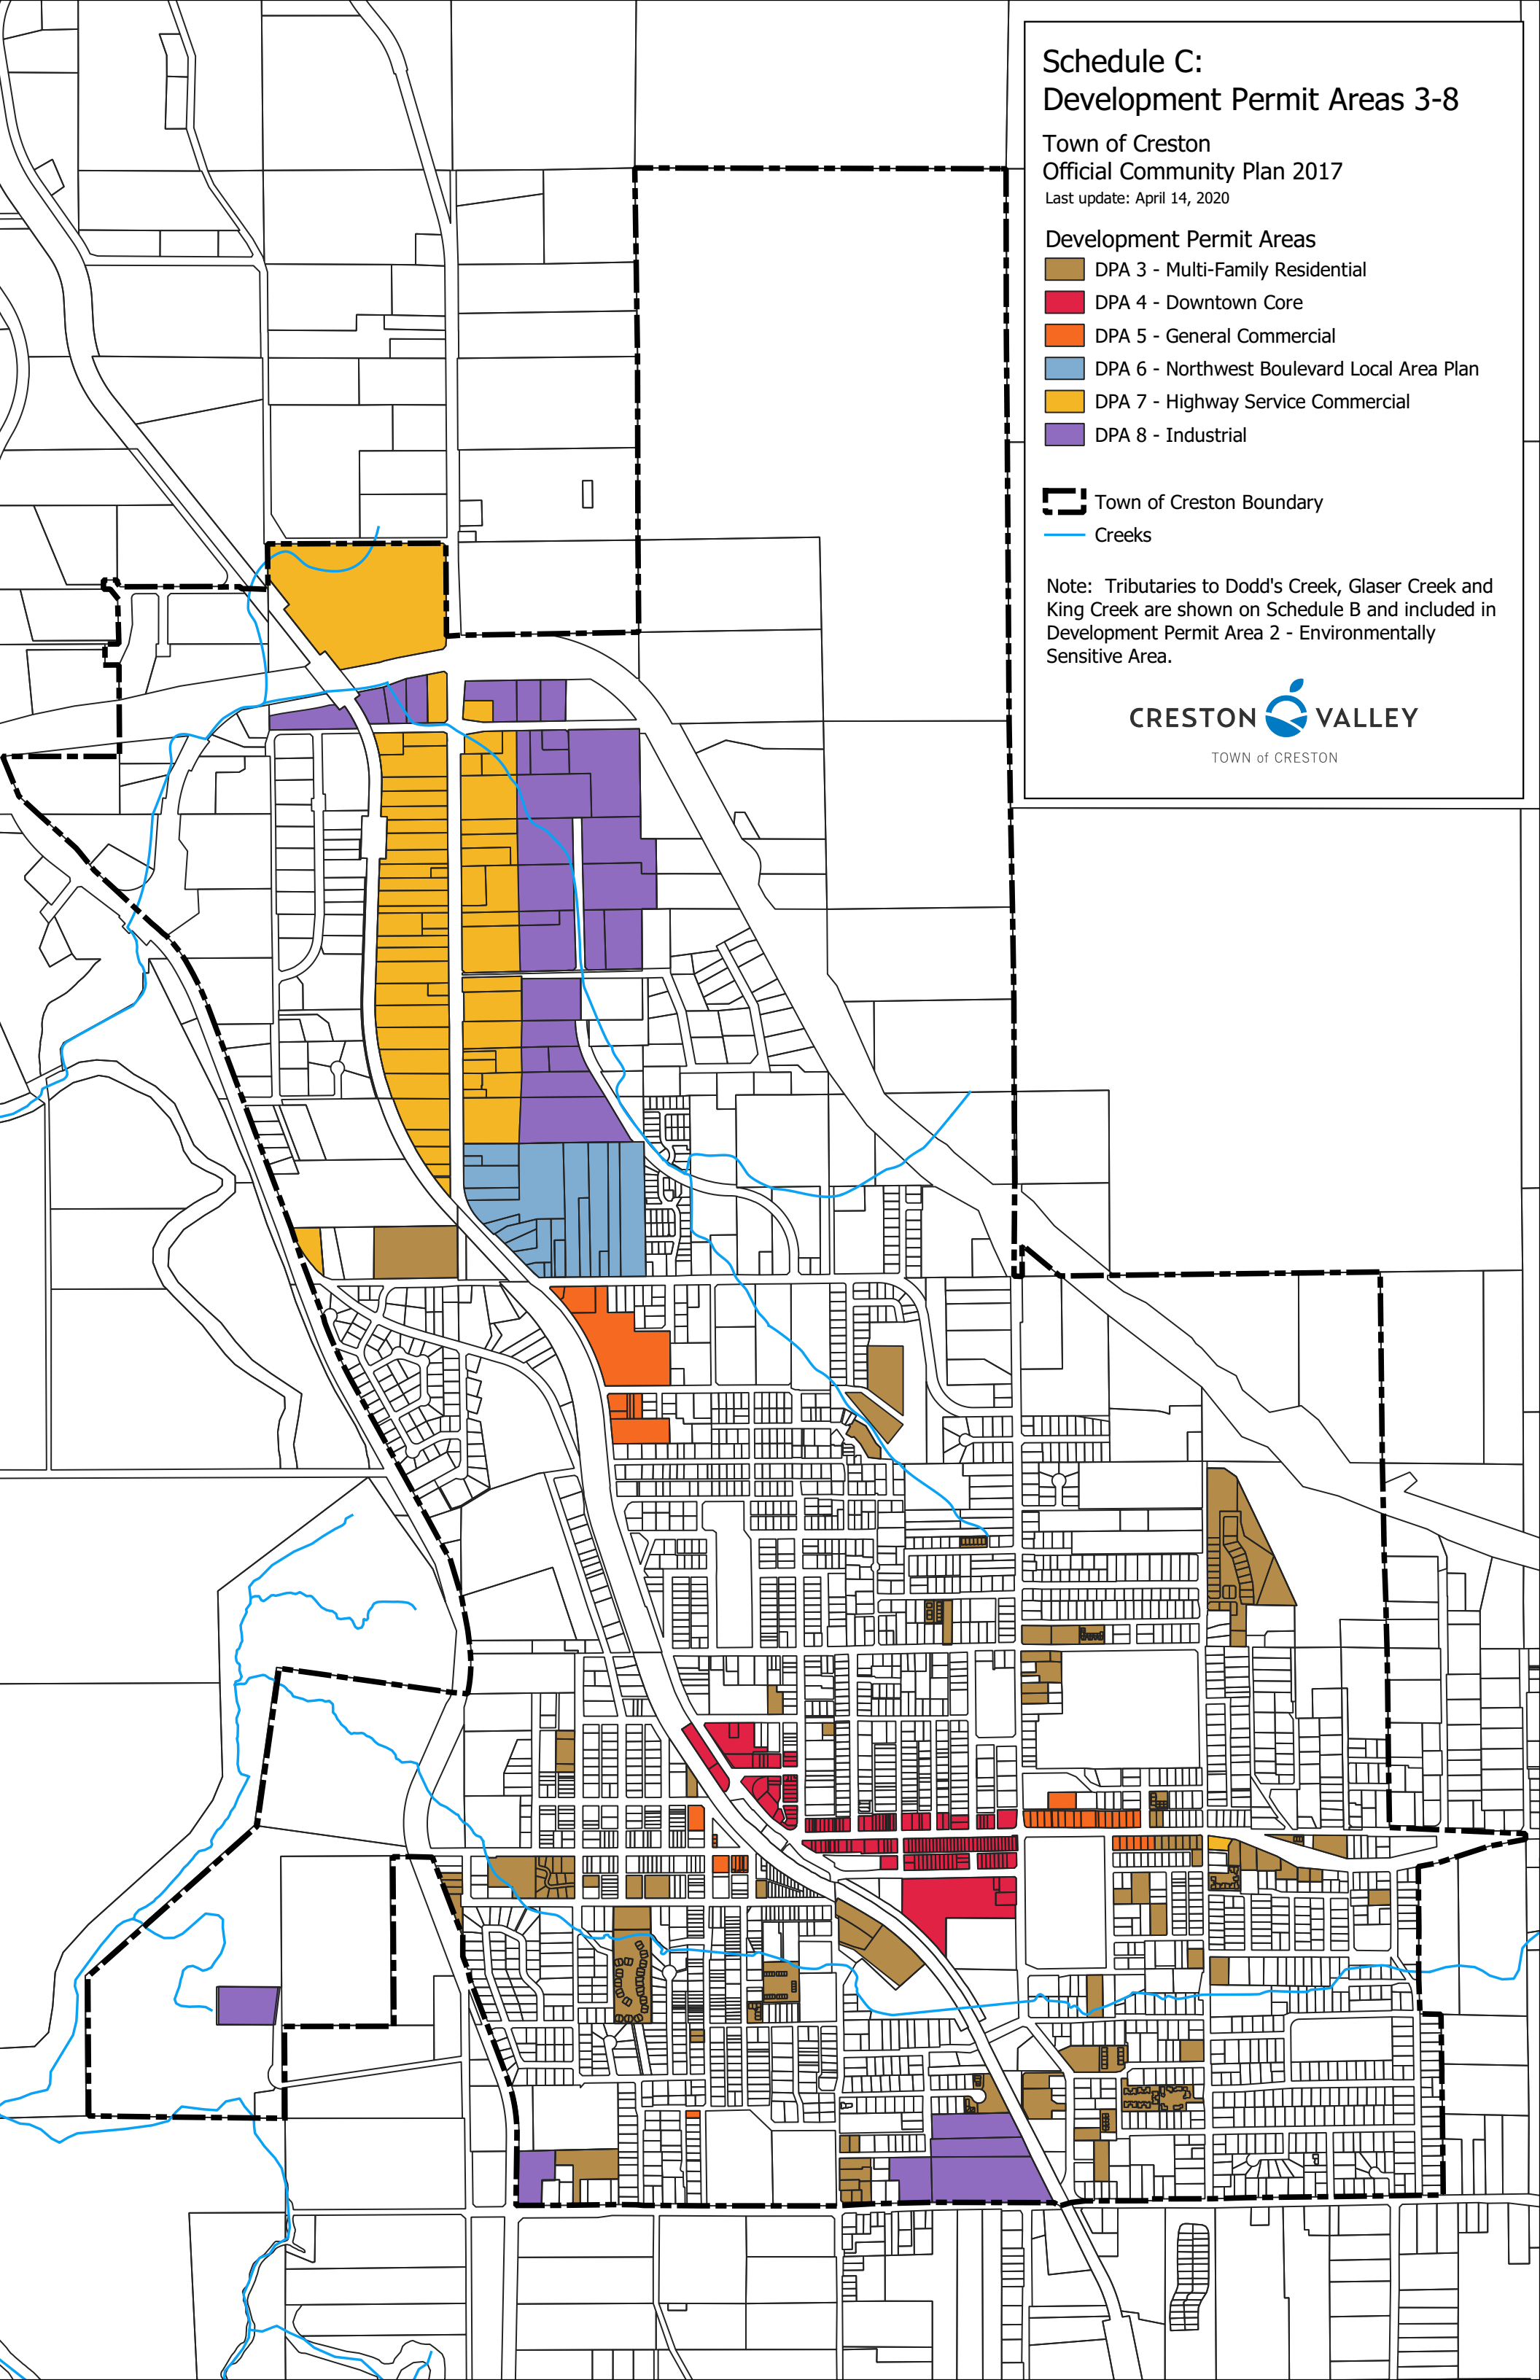 Schedule C:
Development Permit Areas 3-8
Town of Creston
Official Community Plan 2017
Last update: April 14, 2020
Development Permit Areas
DPA 3 - Multi-Family Residential
DPA 4 - Downtown Core
DPA 5 - General Commercial
DPA 6 - Northwest Boulevard Local Area Plan
DPA 7 - Highway Service Commercial
DPA 8 - Industrial
Town of Creston Boundary
Creeks
Note: Tributaries to Dodd's Creek, Glaser Creek and
King Creek are shown on Schedule B and included in
Development Permit Area 2 - Environmentally
Sensitive Area.
CRESTON VALLEY
TOWN of CRESTON